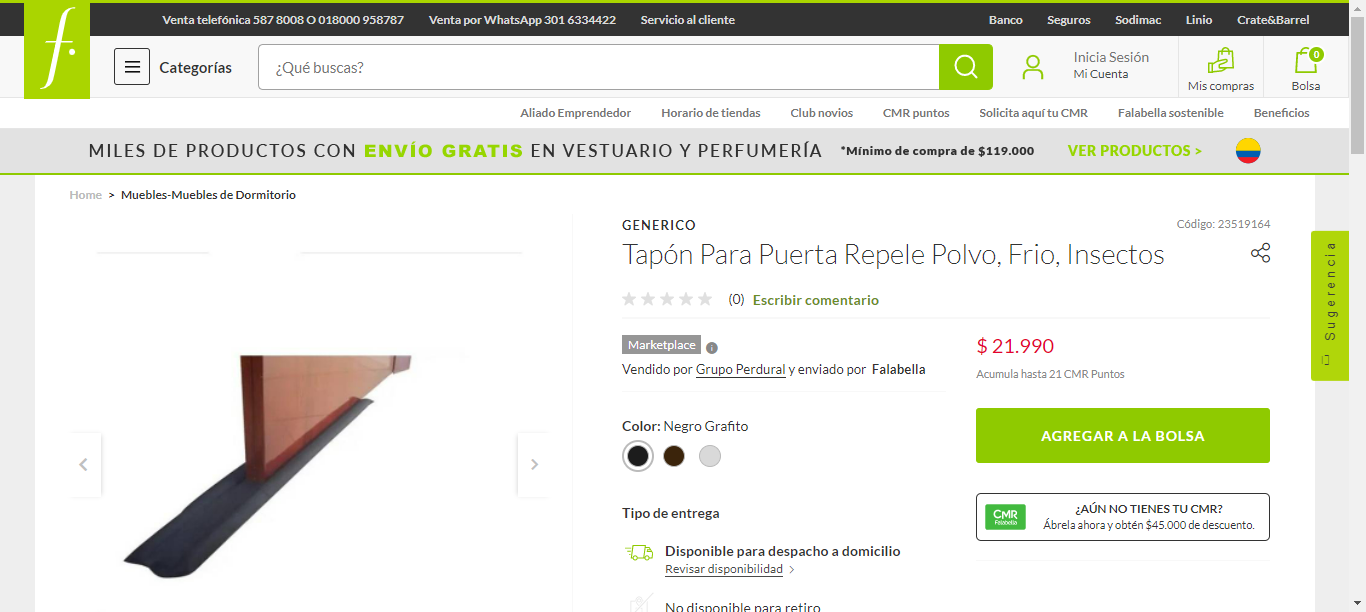 Venta telefónica 587 8008 O 018000 958787 Venta por WhatsApp 301 6334422 Servicio al cliente Banco Seguros Sodimac Linio Crate&Barrel
f.
Categorías
¿Qué buscas?
Inicia Sesión
Mi Cuenta
Mis compras
0
Bolsa
Aliado Emprendedor Horario de tiendas Club novios CMR puntos Solicita aquí tu CMR Falabella sostenible Beneficios
MILES DE PRODUCTOS CON ENVÍO GRATIS EN VESTUARIO Y PERFUMERÍA *Mínimo de compra de $119.000 VER PRODUCTOS >
Home > Muebles-Muebles de Dormitorio
GENERICO
Código: 23519164
Tapón Para Puerta Repele Polvo, Frio, Insectos
(0) Escribir comentario
Marketplace
Vendido por Grupo Perdural y enviado por Falabella
$ 21.990
Acumula hasta 21 CMR Puntos
Color: Negro Grafito
AGREGAR A LA BOLSA
CMR
Falabella
¿AÚN NO TIENES TU CMR?
Ábrela ahora y obtén $45.000 de descuento.
Tipo de entrega
Disponible para despacho a domicilio
Revisar disponibilidad >
No disponible para retiro
Sugerencia